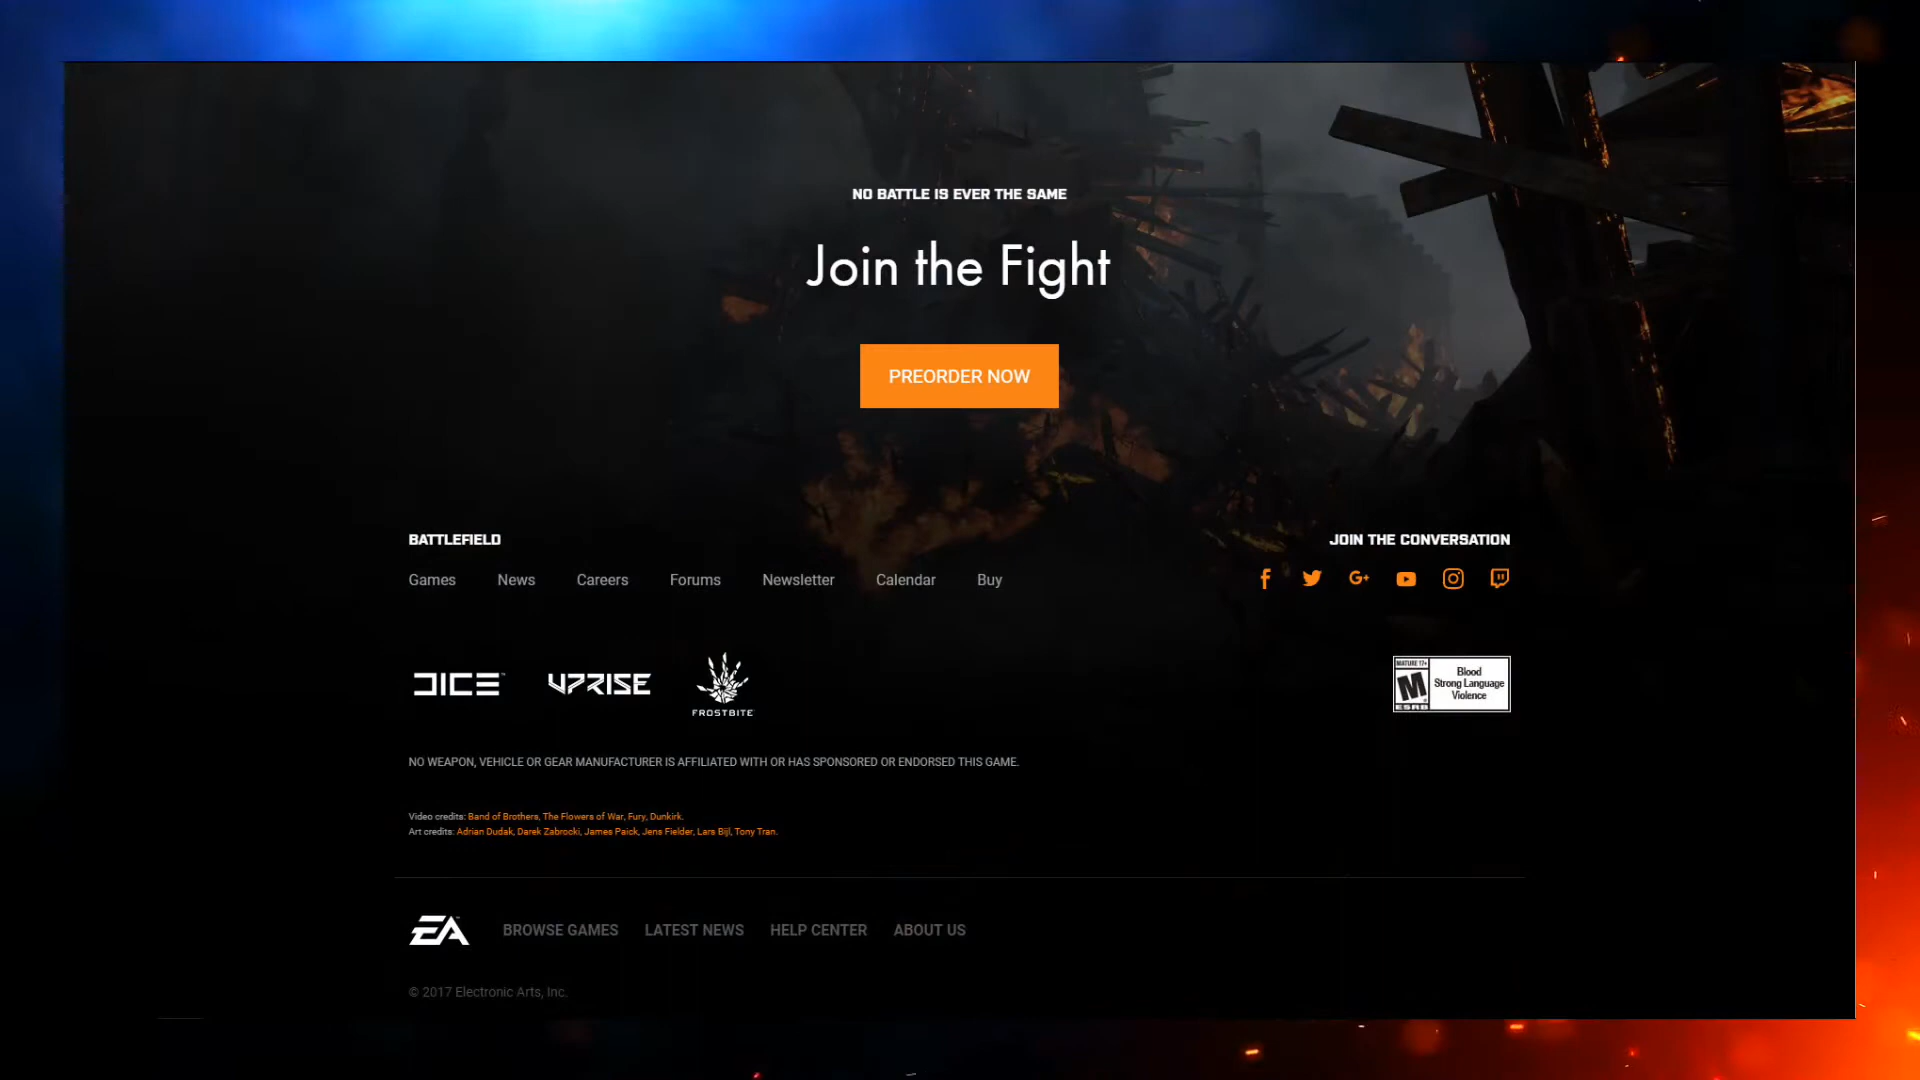 NO BATTLE IS EVER THE SAME
Join the Fight
PREORDER NOW
BATTLEFIELD
Games News Careers Forums Newsletter Calendar Buy
JOIN THE CONVERSATION
DICE™ UPRISE FROSTBITE
MATURE 17+
M
ESRB
Blood
Strong Language
Violence
NO WEAPON, VEHICLE OR GEAR MANUFACTURER IS AFFILIATED WITH OR HAS SPONSORED OR ENDORSED THIS GAME.
Video credits: Band of Brothers, The Flowers of War, Fury, Dunkirk.
Art credits: Adrian Dudak, Darek Zabrocki, James Paick, Jens Fielder, Lars Bijl, Tony Tran.
EA BROWSE GAMES LATEST NEWS HELP CENTER ABOUT US
© 2017 Electronic Arts, Inc.